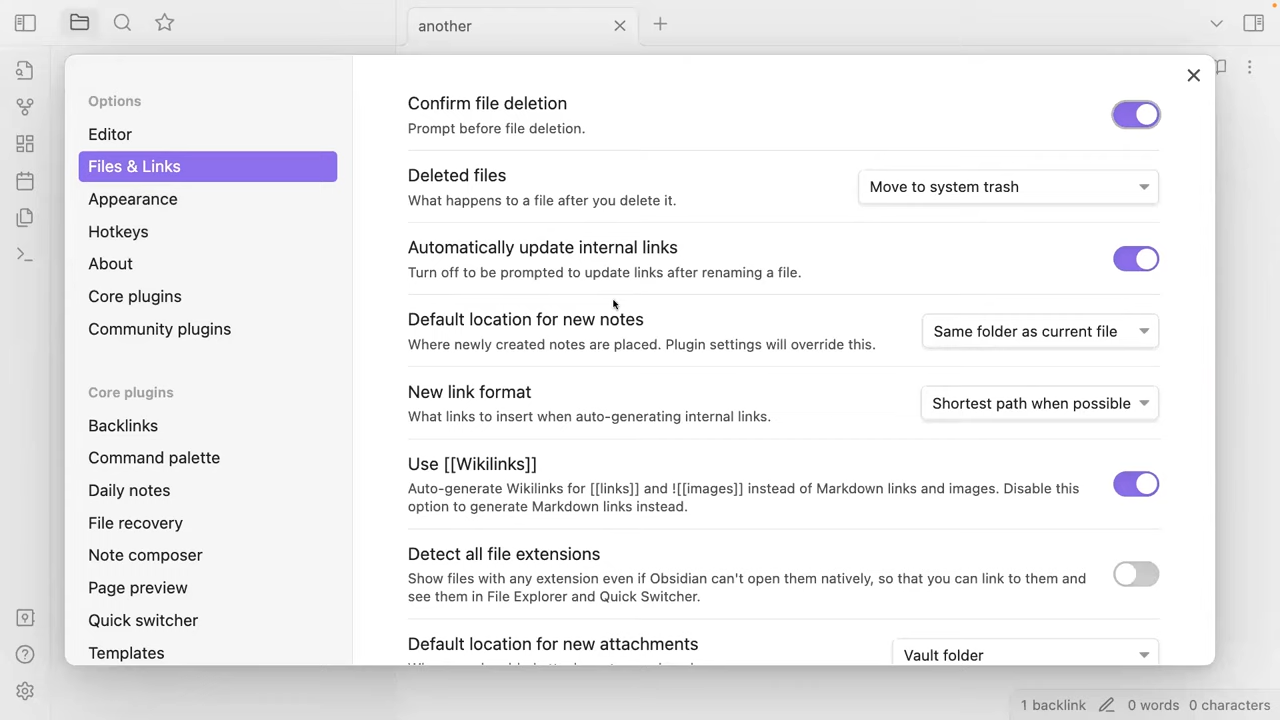 another
Options
Editor
Files & Links
Appearance
Hotkeys
About
Core plugins
Community plugins
Core plugins
Backlinks
Command palette
Daily notes
File recovery
Note composer
Page preview
Quick switcher
Templates
Confirm file deletion
Prompt before file deletion.
Deleted files
What happens to a file after you delete it.
Move to system trash
Automatically update internal links
Turn off to be prompted to update links after renaming a file.
Default location for new notes
Where newly created notes are placed. Plugin settings will override this.
Same folder as current file
New link format
What links to insert when auto-generating internal links.
Shortest path when possible
Use [[Wikilinks]]
Auto-generate Wikilinks for [[links]] and ![[images]] instead of Markdown links and images. Disable this
option to generate Markdown links instead.
Detect all file extensions
Show files with any extension even if Obsidian can't open them natively, so that you can link to them and
see them in File Explorer and Quick Switcher.
Default location for new attachments
Vault folder
1 backlink 0 words 0 characters